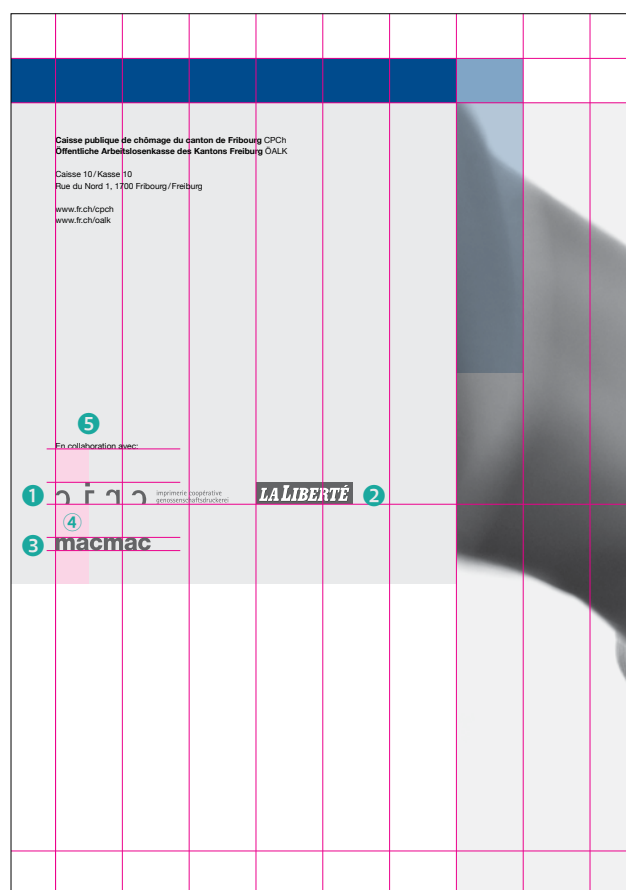 Caisse publique de chômage du canton de Fribourg CPCh
Öffentliche Arbeitslosenkasse des Kantons Freiburg ÖALK
Caisse 10/Kasse 10
Rue du Nord 1, 1700 Fribourg/Freiburg
www.fr.ch/cpch
www.fr.ch/oalk
5
En collaboration avec:
1
imprimerie coopérative
genossenschaftsdruckerei
LA LIBERTÉ
2
4
3
macmac